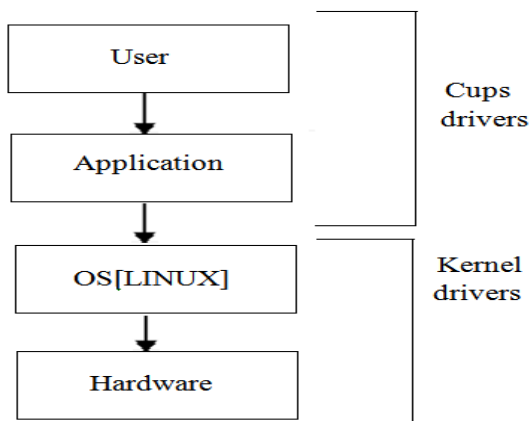 User
Cups
drivers
Application
OS[LINUX]
Kernel
drivers
Hardware